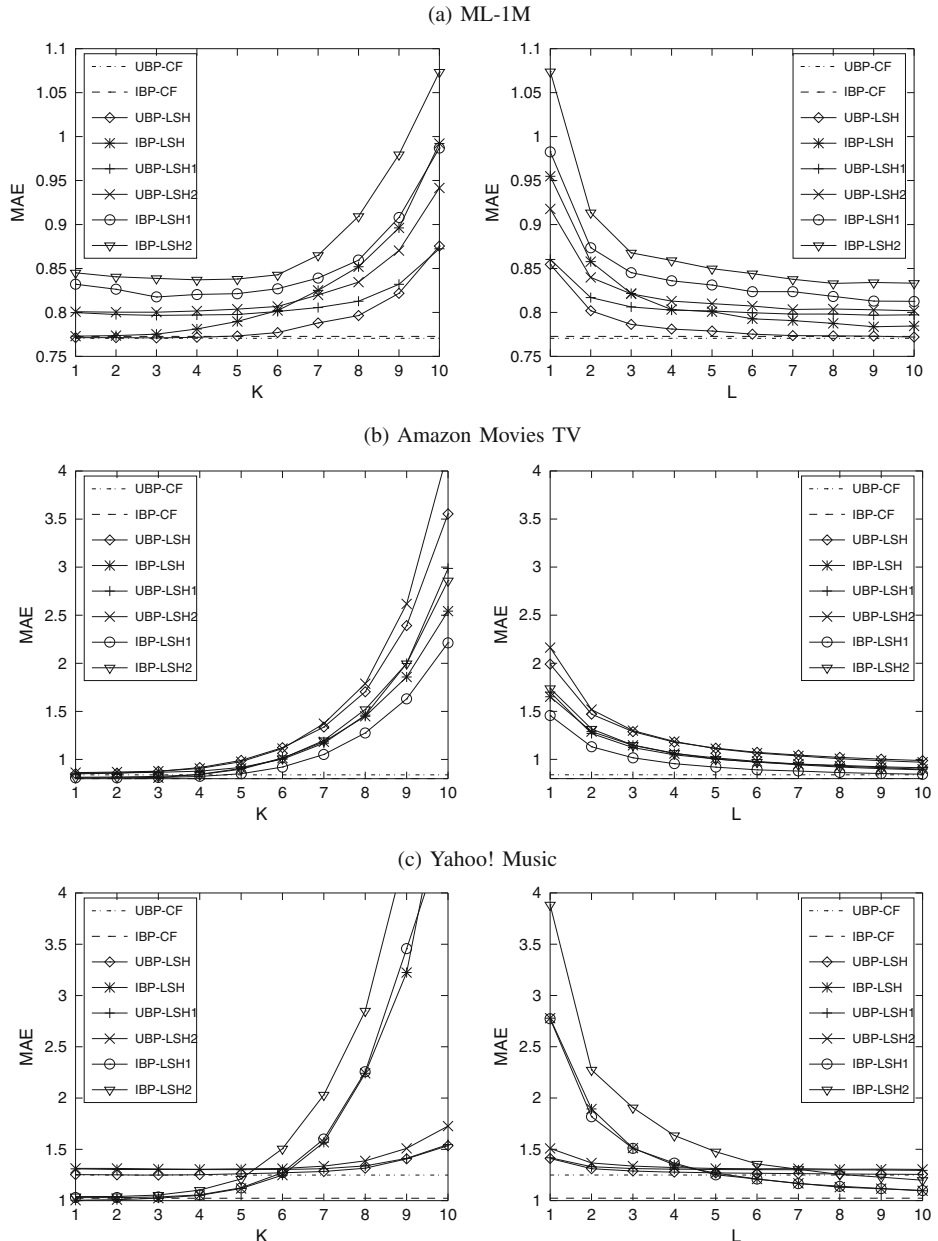 (a) ML-1M
1.1
1.05
1
0.95
0.9
0.85
0.8
0.75
MAE
UBP-CF
IBP-CF
UBP-LSH
IBP-LSH
UBP-LSH1
UBP-LSH2
IBP-LSH1
IBP-LSH2
1 2 3 4 5 6 7 8 9 10
K
1.1
1.05
1
0.95
0.9
0.85
0.8
0.75
MAE
UBP-CF
IBP-CF
UBP-LSH
IBP-LSH
UBP-LSH1
UBP-LSH2
IBP-LSH1
IBP-LSH2
1 2 3 4 5 6 7 8 9 10
L
(b) Amazon Movies TV
4
3.5
3
2.5
2
1.5
1
MAE
UBP-CF
IBP-CF
UBP-LSH
IBP-LSH
UBP-LSH1
UBP-LSH2
IBP-LSH1
IBP-LSH2
1 2 3 4 5 6 7 8 9 10
K
4
3.5
3
2.5
2
1.5
1
MAE
UBP-CF
IBP-CF
UBP-LSH
IBP-LSH
UBP-LSH1
UBP-LSH2
IBP-LSH1
IBP-LSH2
1 2 3 4 5 6 7 8 9 10
L
(c) Yahoo! Music
4
3.5
3
2.5
2
1.5
1
MAE
UBP-CF
IBP-CF
UBP-LSH
IBP-LSH
UBP-LSH1
UBP-LSH2
IBP-LSH1
IBP-LSH2
1 2 3 4 5 6 7 8 9 10
K
4
3.5
3
2.5
2
1.5
1
MAE
UBP-CF
IBP-CF
UBP-LSH
IBP-LSH
UBP-LSH1
UBP-LSH2
IBP-LSH1
IBP-LSH2
1 2 3 4 5 6 7 8 9 10
L